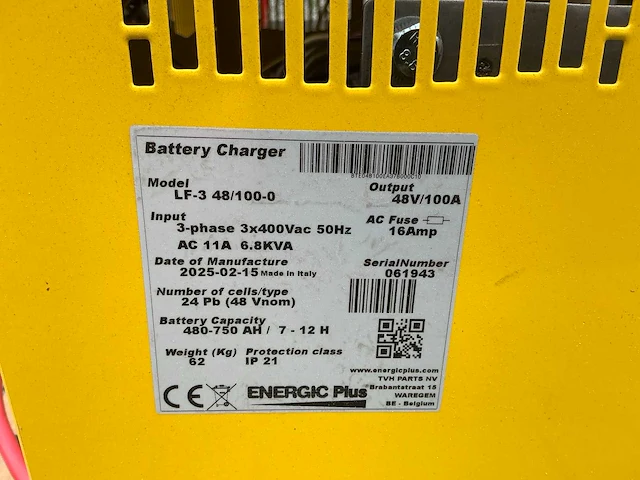 Battery Charger
Model
LF-3 48/100-0
Output
48V/100A
Input
3-phase 3x400Vac 50Hz
AC 11A 6.8KVA
AC Fuse
16Amp
Date of Manufacture
2025-02-15 Made in Italy
SerialNumber
061943
Number of cells/type
24 Pb (48 Vnom)
Battery Capacity
480-750 AH / 7 - 12 H
Weight (Kg) Protection class
62 IP 21
www.energicplus.com
TVH PARTS NV
Brabantstraat 15
WAREGEM
BE - Belgium
CE ENERGIC Plus